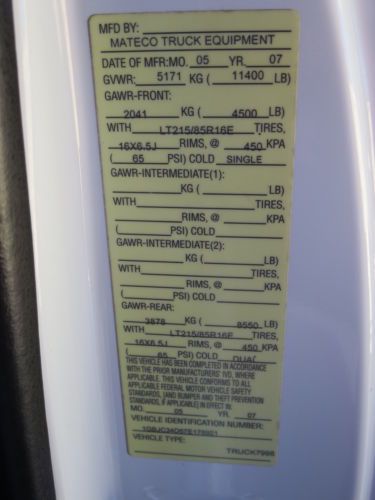 MFD BY:
MATECO TRUCK EQUIPMENT
DATE OF MFR:MO. 05 YR. 07
GVWR: 5171 KG ( 11400 LB)
GAWR-FRONT:
2041 KG ( 4500 LB)
WITH LT215/85R16E TIRES,
16X6.5J RIMS, @ 450 KPA
( 65 PSI) COLD SINGLE
GAWR-INTERMEDIATE(1):
KG ( LB)
WITH TIRES,
RIMS, @ KPA
( PSI) COLD
GAWR-INTERMEDIATE(2):
KG ( LB)
WITH TIRES,
RIMS, @ KPA
( PSI) COLD
GAWR-REAR:
3878 KG ( 8550 LB)
WITH LT215/85R16E TIRES,
16X6.5J RIMS, @ 450 KPA
( 65 PSI) COLD DUAL
THIS VEHICLE HAS BEEN COMPLETED IN ACCORDANCE
WITH THE PRIOR MANUFACTURERS' IVD, WHERE
APPLICABLE. THIS VEHICLE CONFORMS TO ALL
APPLICABLE FEDERAL MOTOR VEHICLE SAFETY
STANDARDS, [AND BUMPER AND THEFT PREVENTION
STANDARDS, IF APPLICABLE] IN EFFECT IN:
MO. 05 YR. 07
VEHICLE IDENTIFICATION NUMBER:
VEHICLE TYPE: